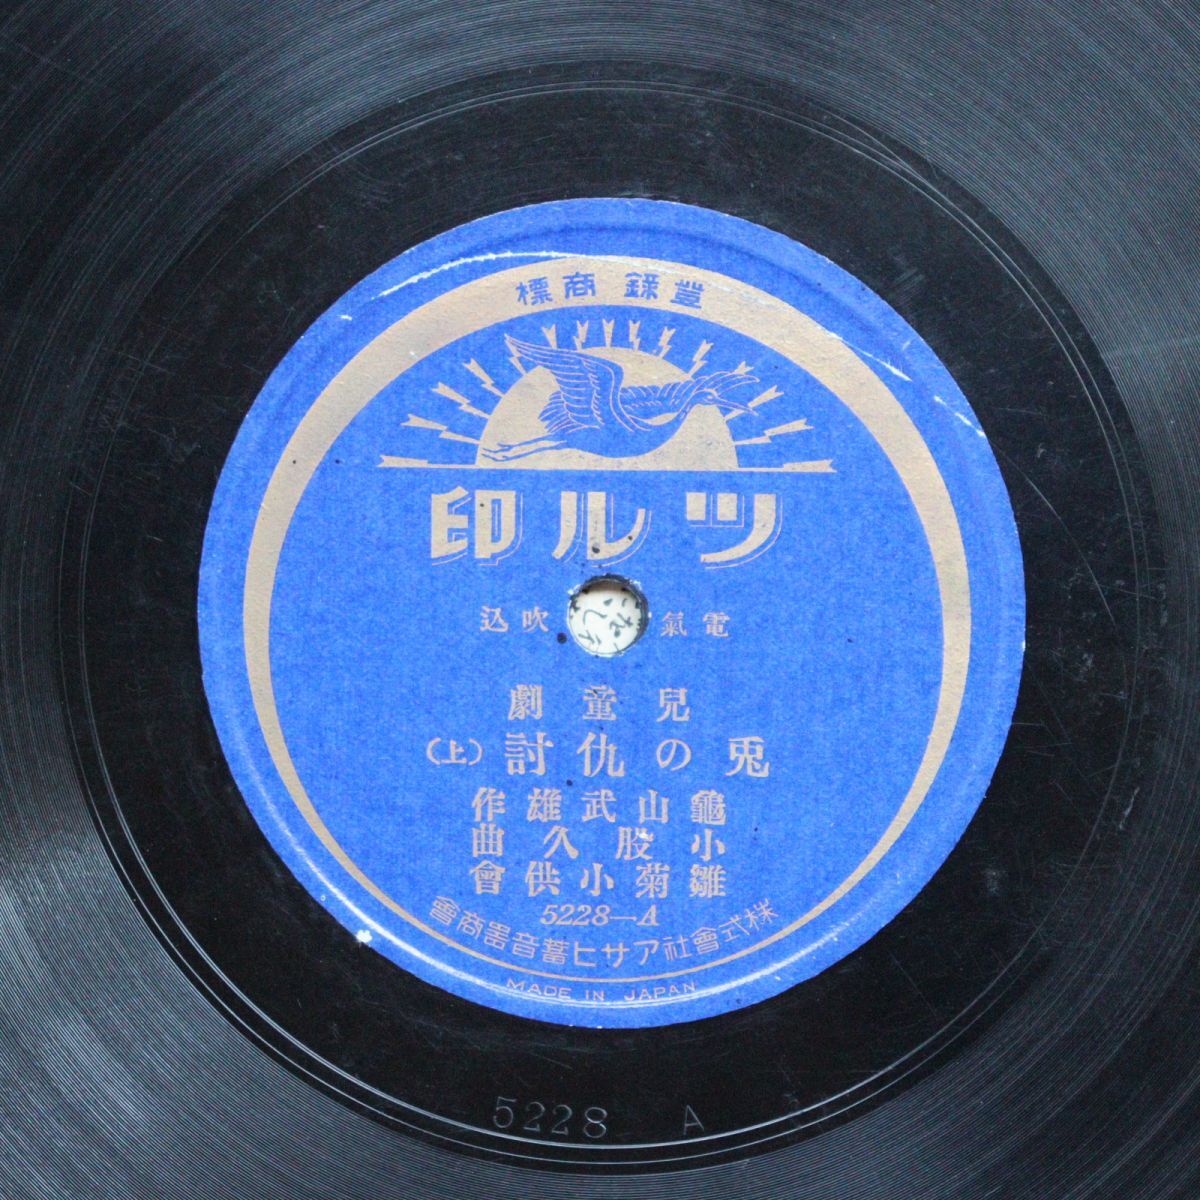 登錄商標
ツル印
電氣吹込
兒童劇
兎の仇討(上)
龜山武雄作
小股久曲
雛菊小供會
5228—A
株式會社アサヒ蓄音器商會
MADE IN JAPAN
5228 A